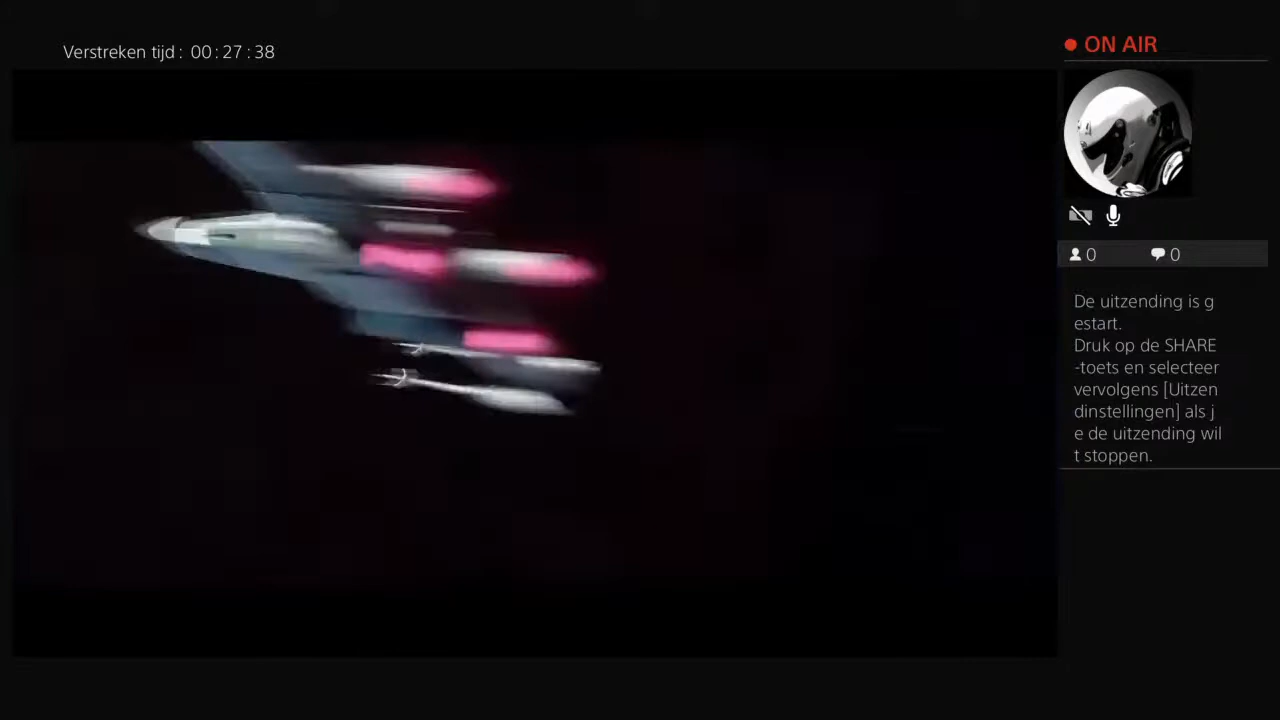 Verstreken tijd: 00:27:38
ON AIR
0 0
De uitzending is g
estart.
Druk op de SHARE
-toets en selecteer
vervolgens [Uitzen
dinstellingen] als j
e de uitzending wil
t stoppen.